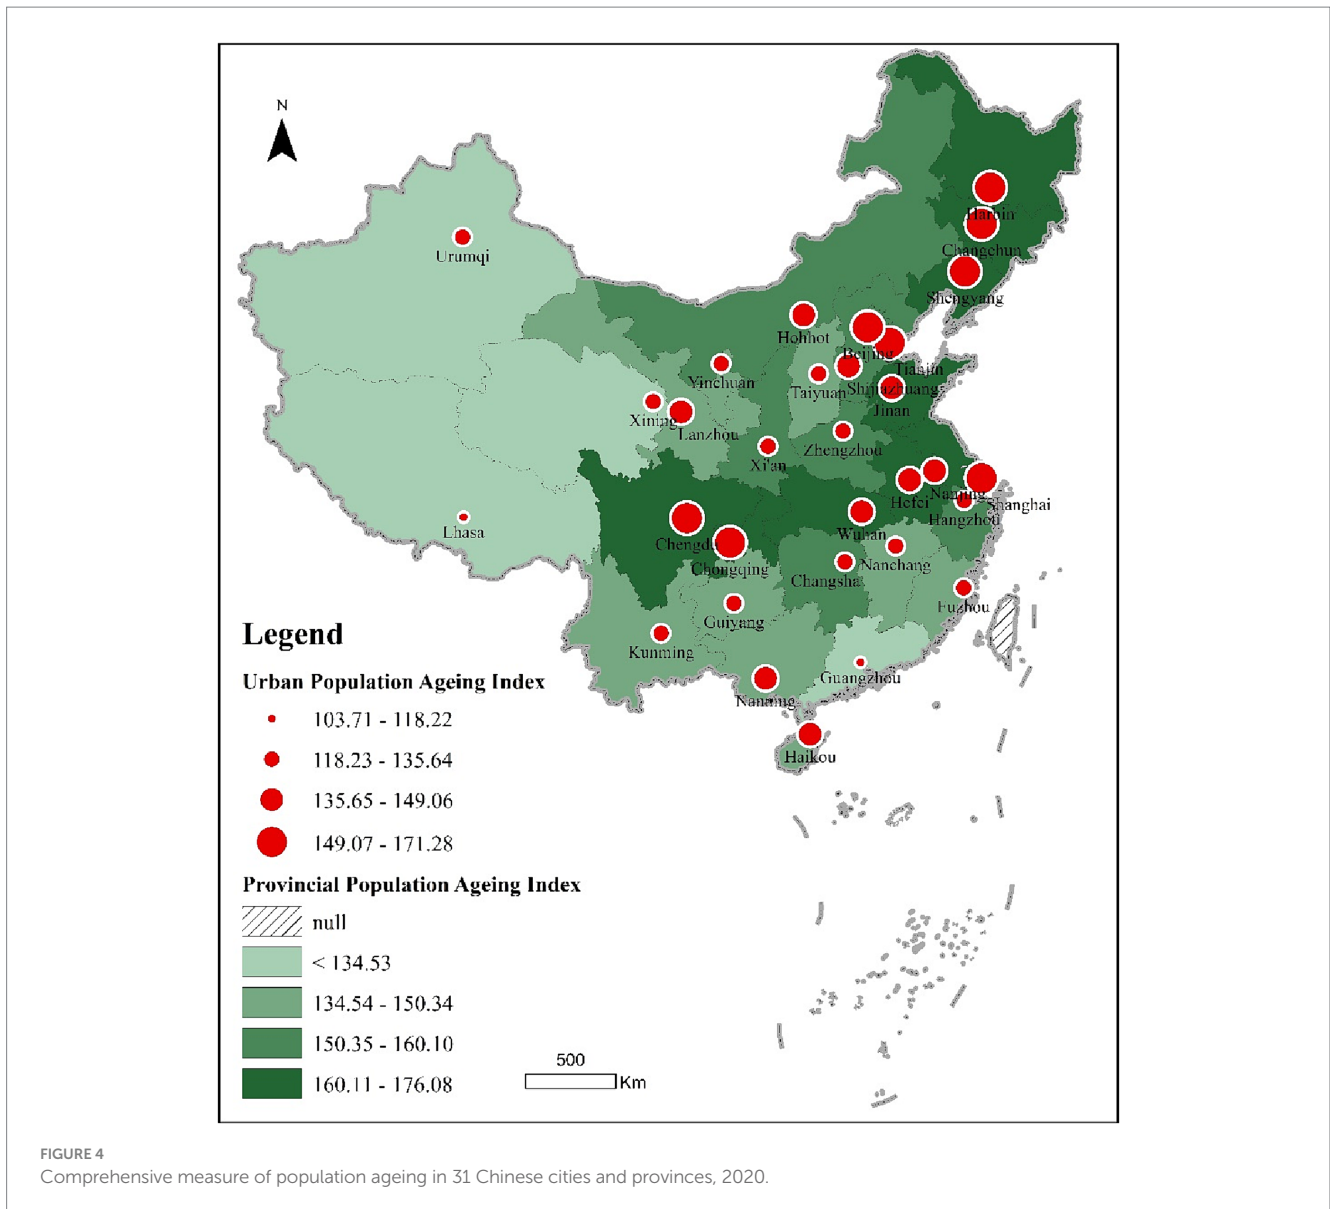 N
Harbin
Changchun
Urumqi
Shengyang
Hohhot
Beijing
Tianjin
Yinchuan
Taiyuan
Shijiazhuang
Jinan
Xining
Lanzhou
Zhengzhou
Xi'an
Nanjing
Hefei
Shanghai
Hangzhou
Lhasa
Wuhan
Chengdu
Chongqing
Nanchang
Changsha
Fuzhou
Guiyang
Kunming
Guangzhou
Nanning
Haikou
Legend
Urban Population Ageing Index
103.71 - 118.22
118.23 - 135.64
135.65 - 149.06
149.07 - 171.28
Provincial Population Ageing Index
null
< 134.53
134.54 - 150.34
150.35 - 160.10
160.11 - 176.08
500
Km
FIGURE 4
Comprehensive measure of population ageing in 31 Chinese cities and provinces, 2020.